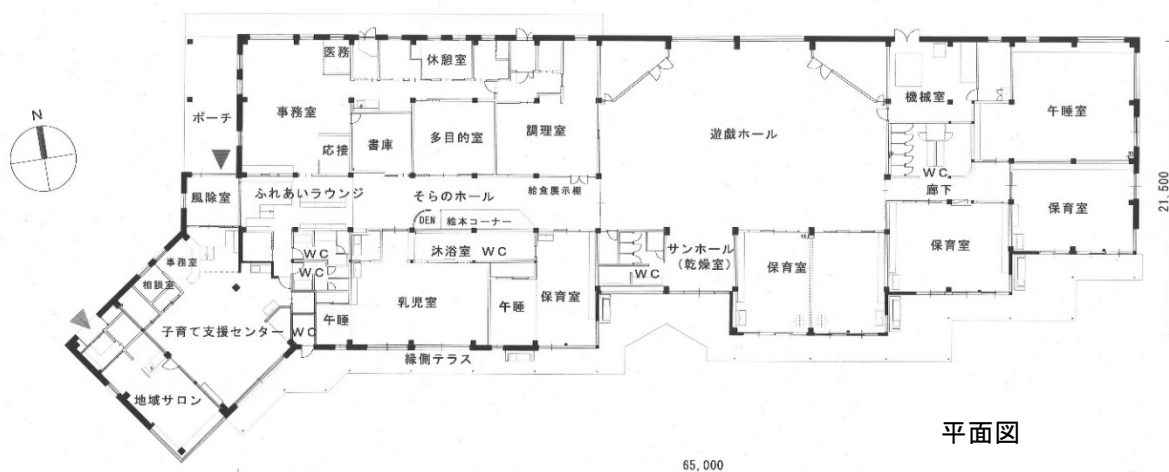 N
ポーチ
風除室
事務室
医務
応接
休憩室
書庫
多目的室
調理室
遊戯ホール
機械室
午睡室
WC
廊下
保育室
保育室
ふれあいラウンジ
そらのホール
給食展示棚
DEN
絵本コーナー
沐浴室 WC
WC
WC
事務室
相談室
子育て支援センター
WC
午睡
乳児室
午睡
保育室
WC
サンホール
(乾燥室)
保育室
地域サロン
縁側テラス
21,500
平面図
65,000